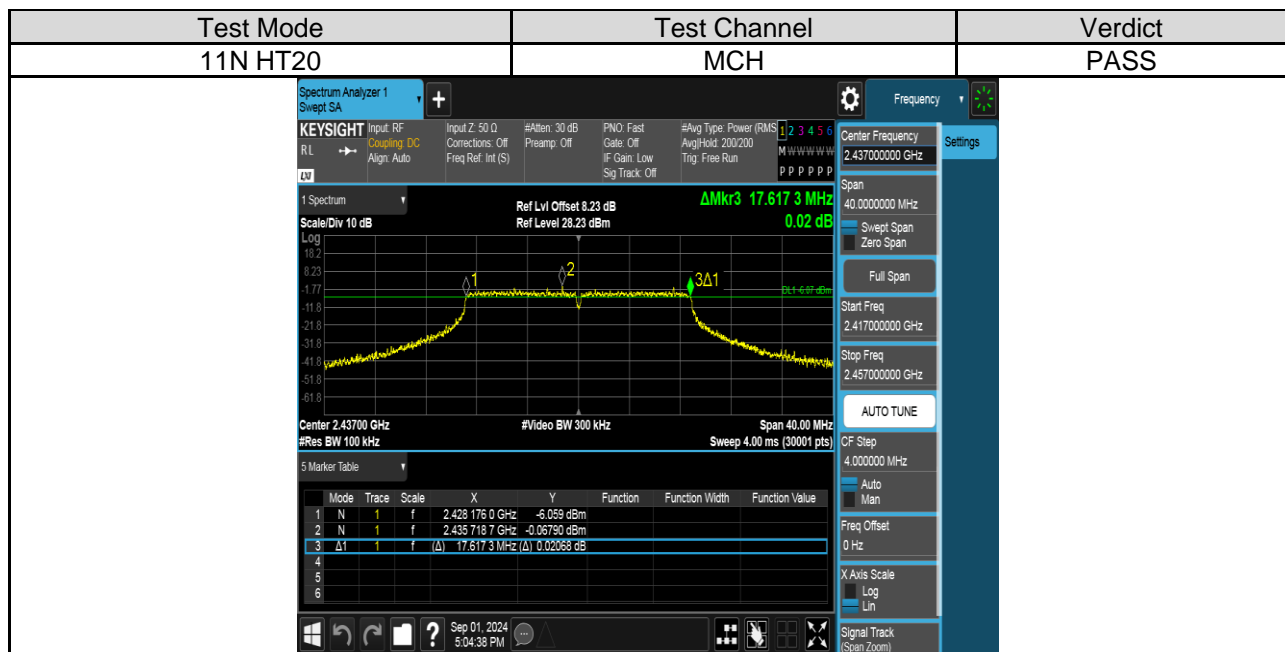 Test Mode Test Channel Verdict
11N HT20 MCH PASS
Spectrum Analyzer 1
Swept SA
+
Frequency
KEYSIGHT Input: RF Input Z: 50 Ω #Atten: 30 dB PNO: Fast #Avg Type: Power (RMS 1 2 3 4 5 6
RL Coupling: DC Corrections: Off Preamp: Off Gate: Off Avg|Hold: 200/200 M W W W W W
Align: Auto Freq Ref: Int (S) IF Gain: Low Trig: Free Run
LXI Sig Track: Off P P P P P P
1 Spectrum Ref Lvl Offset 8.23 dB ΔMkr3 17.617 3 MHz
Scale/Div 10 dB Ref Level 28.23 dBm 0.02 dB
Log
18.2
8.23
-1.77
-11.8
-21.8
-31.8
-41.8
-51.8
-61.8
1
2
3Δ1
DL1 -6.07 dBm
Center 2.43700 GHz #Video BW 300 kHz Span 40.00 MHz
#Res BW 100 kHz Sweep 4.00 ms (30001 pts)
5 Marker Table
Mode Trace Scale X Y Function Function Width Function Value
1 N 1 f 2.428 176 0 GHz -6.059 dBm
2 N 1 f 2.435 718 7 GHz -0.06790 dBm
3 Δ1 1 f (Δ) 17.617 3 MHz (Δ) 0.02068 dB
4
5
6
Sep 01, 2024
5:04:38 PM
?
Settings
Center Frequency
2.437000000 GHz
Span
40.0000000 MHz
Swept Span
Zero Span
Full Span
Start Freq
2.417000000 GHz
Stop Freq
2.457000000 GHz
AUTO TUNE
CF Step
4.000000 MHz
Auto
Man
Freq Offset
0 Hz
X Axis Scale
Log
Lin
Signal Track
(Span Zoom)